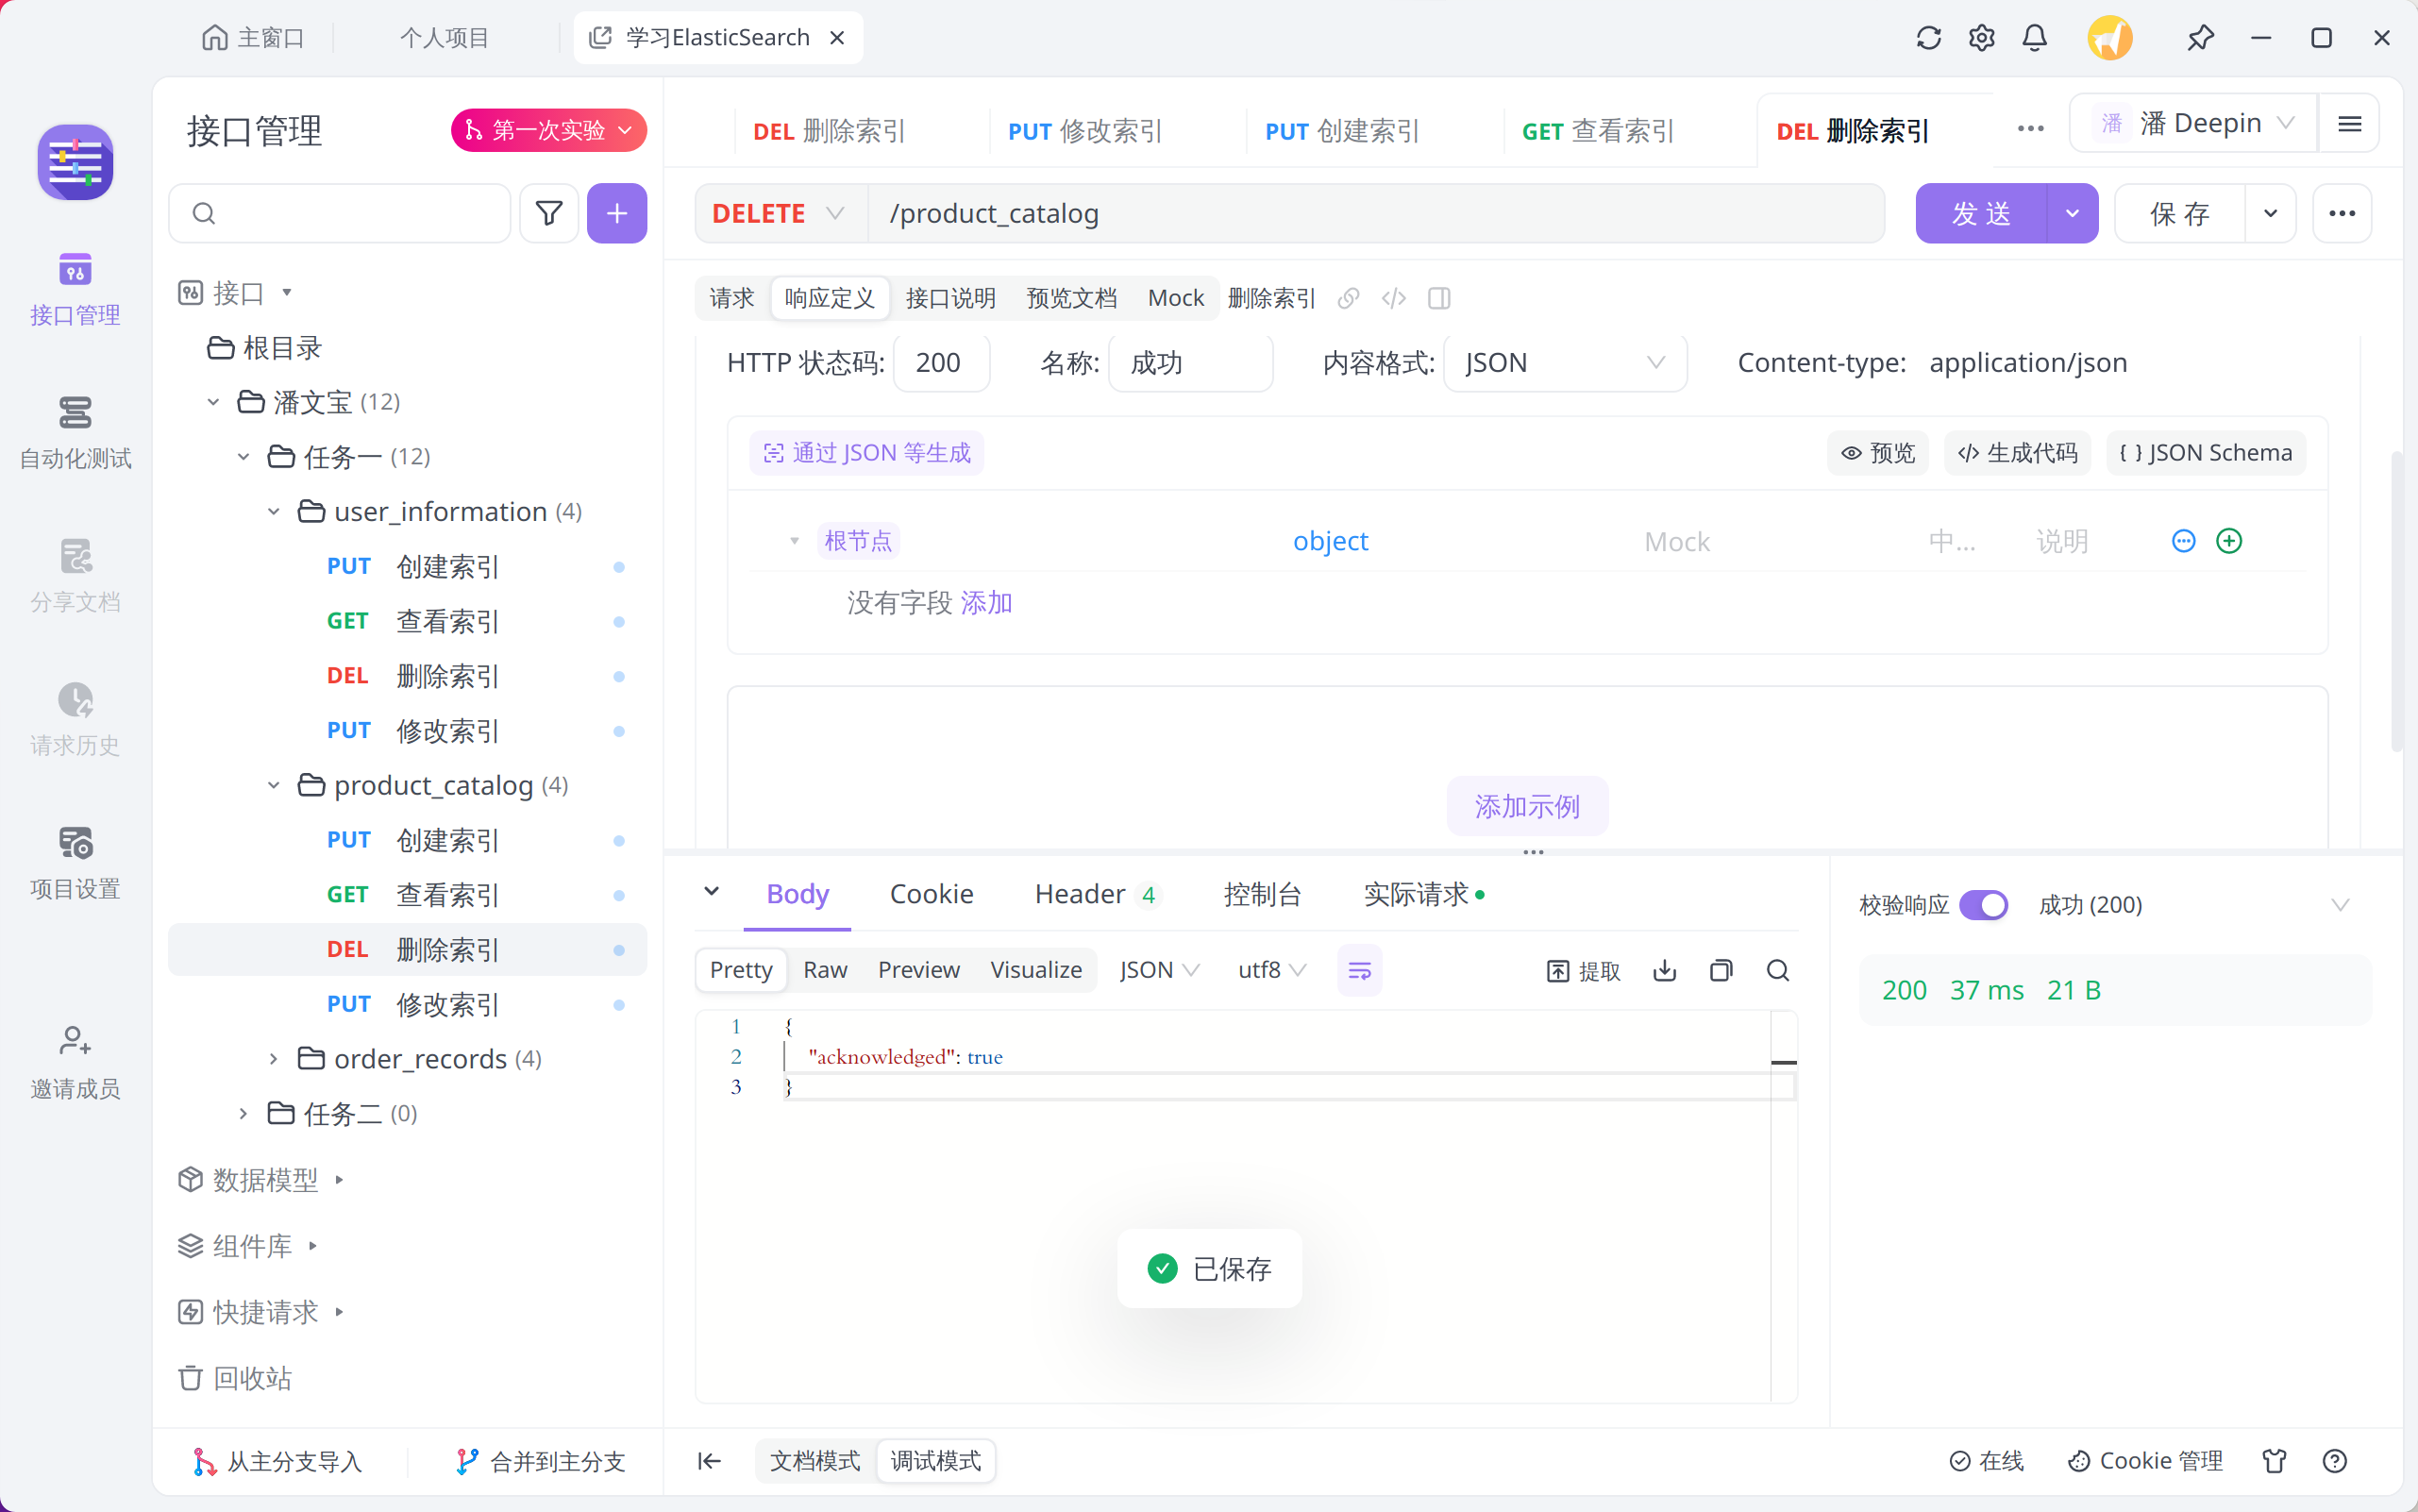 主窗口
个人项目
学习ElasticSearch
接口管理
自动化测试
分享文档
请求历史
项目设置
邀请成员
接口管理
第一次实验
接口
根目录
潘文宝 (12)
任务一 (12)
user_information (4)
PUT 创建索引
GET 查看索引
DEL 删除索引
PUT 修改索引
product_catalog (4)
PUT 创建索引
GET 查看索引
DEL 删除索引
PUT 修改索引
order_records (4)
任务二 (0)
数据模型
组件库
快捷请求
回收站
从主分支导入 合并到主分支
DEL 删除索引 PUT 修改索引 PUT 创建索引 GET 查看索引 DEL 删除索引
潘 潘 Deepin
DELETE /product_catalog 发 送 保 存
请求 响应定义 接口说明 预览文档 Mock 删除索引
HTTP 状态码: 200 名称: 成功 内容格式: JSON Content-type: application/json
通过 JSON 等生成 预览 生成代码 JSON Schema
根节点 object Mock 中... 说明
没有字段 添加
添加示例
Body Cookie Header 4 控制台 实际请求
Pretty Raw Preview Visualize JSON utf8 提取
1 {
2 "acknowledged": true
3 }
校验响应 成功 (200)
200 37 ms 21 B
已保存
文档模式 调试模式
在线 Cookie 管理